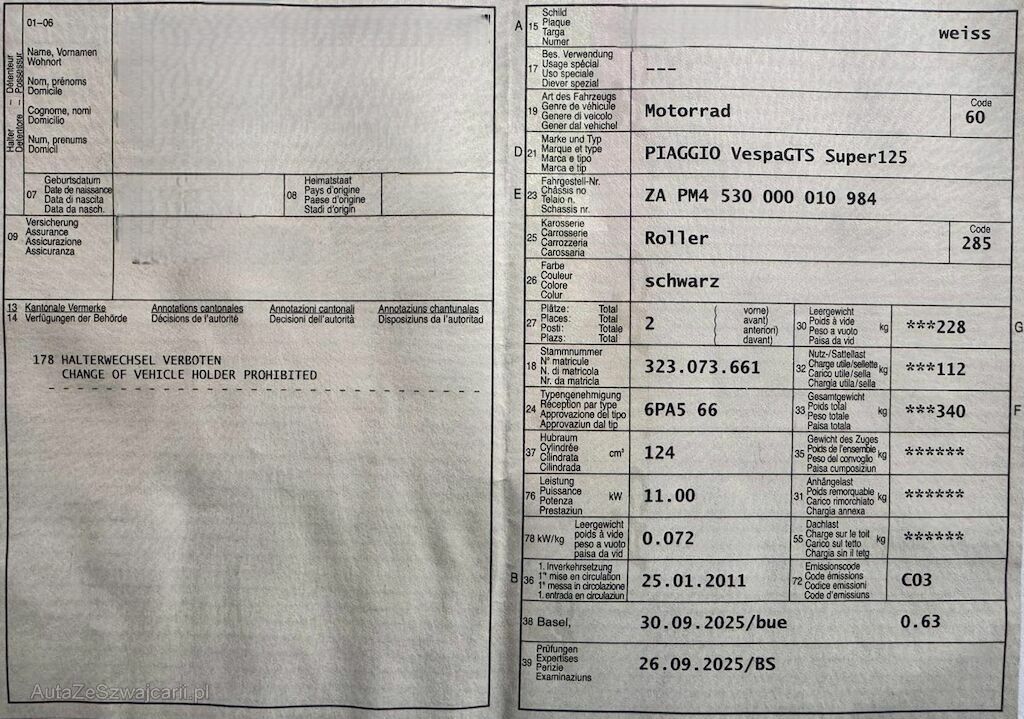 01-06
Halter – Détenteur
Detentore – Possessur
Name, Vornamen
Wohnort
Nom, prénoms
Domicile
Cognome, nomi
Domicilio
Num, prenums
Domicil
07
Geburtsdatum
Date de naissance
Data di nascita
Data da nasch.
08
Heimatstaat
Pays d'origine
Paese d'origine
Stadi d'origin
09
Versicherung
Assurance
Assicurazione
Assicuranza
13 Kantonale Vermerke Annotations cantonales Annotazioni cantonali Annotaziuns chantunalas
14 Verfügungen der Behörde Décisions de l'autorité Decisioni dell'autorità Disposiziuns da l'autoritad
178 HALTERWECHSEL VERBOTEN
CHANGE OF VEHICLE HOLDER PROHIBITED
- - - - - - - - - - - - - - - - - - - - - - - - - - - - - - - - - -
AutaZeSzwajcarii.pl
A 15
Schild
Plaque
Targa
Numer
weiss
17
Bes. Verwendung
Usage spécial
Uso speciale
Diever spezial
---
19
Art des Fahrzeugs
Genre de véhicule
Genere di veicolo
Gener dal vehichel
Motorrad
Code
60
D 21
Marke und Typ
Marque et type
Marca e tipo
Marca e tip
PIAGGIO VespaGTS Super125
E 23
Fahrgestell-Nr.
Châssis no
Telaio n.
Schassis nr.
ZA PM4 530 000 010 984
25
Karosserie
Carrosserie
Carrozzeria
Carossaria
Roller
Code
285
26
Farbe
Couleur
Colore
Colur
schwarz
27
Plätze: Total
Places: Total
Posti: Totale
Plazs: Total
2
vorne)
avant)
anteriori)
davant)
30
Leergewicht
Poids à vide
Peso a vuoto
Paisa da vid
kg
***228
G
18
Stammnummer
N° matricule
N. di matricola
Nr. da matricla
323.073.661
32
Nutz-/Sattellast
Charge utile/sellette
Carico utile/sella
Chargia utila/sella
kg
***112
24
Typengenehmigung
Réception par type
Approvazione del tipo
Approvaziun dal tip
6PA5 66
33
Gesamtgewicht
Poids total
Peso totale
Paisa totala
kg
***340
F
37
Hubraum
Cylindrée
Cilindrata
Cilindrada
cm³
124
35
Gewicht des Zuges
Poids de l'ensemble
Peso del convoglio
Paisa cumposiziun
kg
******
76
Leistung
Puissance
Potenza
Prestaziun
kW
11.00
31
Anhängelast
Poids remorquable
Carico rimorchiato
Chargia annexa
kg
******
78 kW/kg
Leergewicht
poids à vide
peso a vuoto
paisa da vid
0.072
55
Dachlast
Charge sur le toit
Carico sul tetto
Chargia sin il tetg
kg
******
B 36
1. Inverkehrsetzung
1re mise en circulation
1a messa in circolazione
1. entrada en circulaziun
25.01.2011
72
Emissionscode
Code émissions
Codice emissioni
Code d'emissiuns
C03
38 Basel,
30.09.2025/bue
0.63
39
Prüfungen
Expertises
Perizie
Examinaziuns
26.09.2025/BS